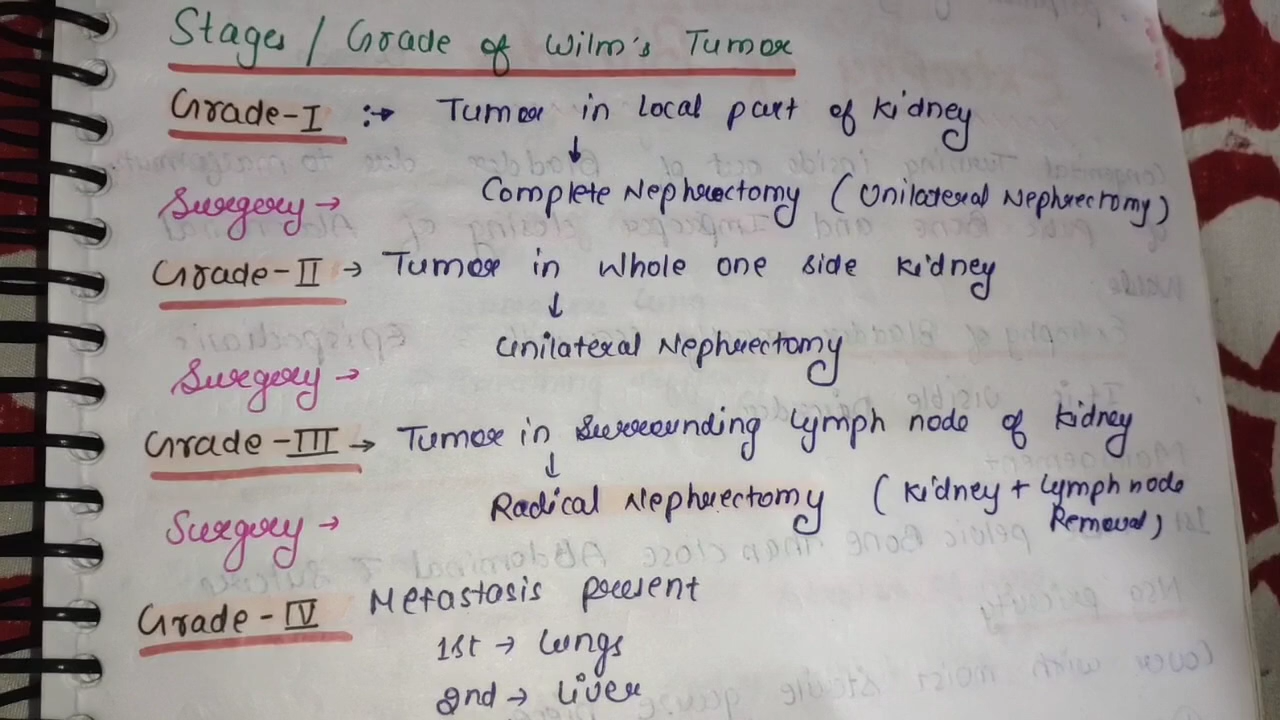 Stages / Grade of Wilm's Tumor
Grade-I :→ Tumor in local part of kidney
↓
Surgery → Complete Nephrectomy (Unilateral Nephrectomy)
Grade-II → Tumor in whole one side kidney
↓
Unilateral Nephrectomy
Surgery →
Grade-III → Tumor in surrounding lymph node of kidney
↓
Radical Nephrectomy (kidney + lymph node
Removal)
Surgery →
Grade-IV Metastasis present
1st → lungs
2nd → liver